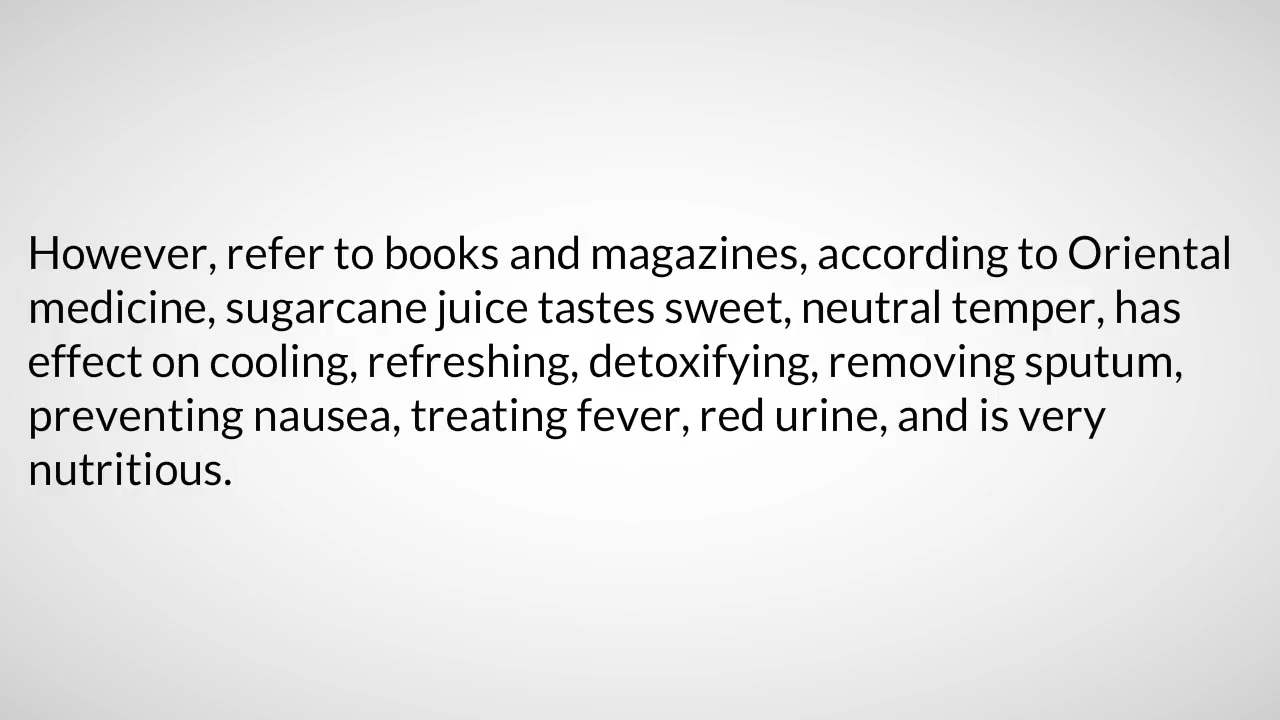 However, refer to books and magazines, according to Oriental
medicine, sugarcane juice tastes sweet, neutral temper, has
effect on cooling, refreshing, detoxifying, removing sputum,
preventing nausea, treating fever, red urine, and is very
nutritious.